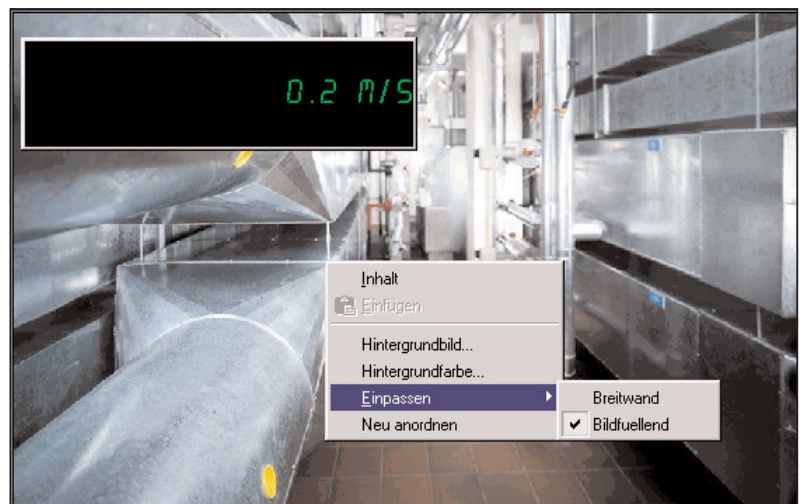 0.2 m/s
Inhalt
Einfügen
Hintergrundbild...
Hintergrundfarbe...
Einpassen
Breitwand
Neu anordnen
Bildfuellend